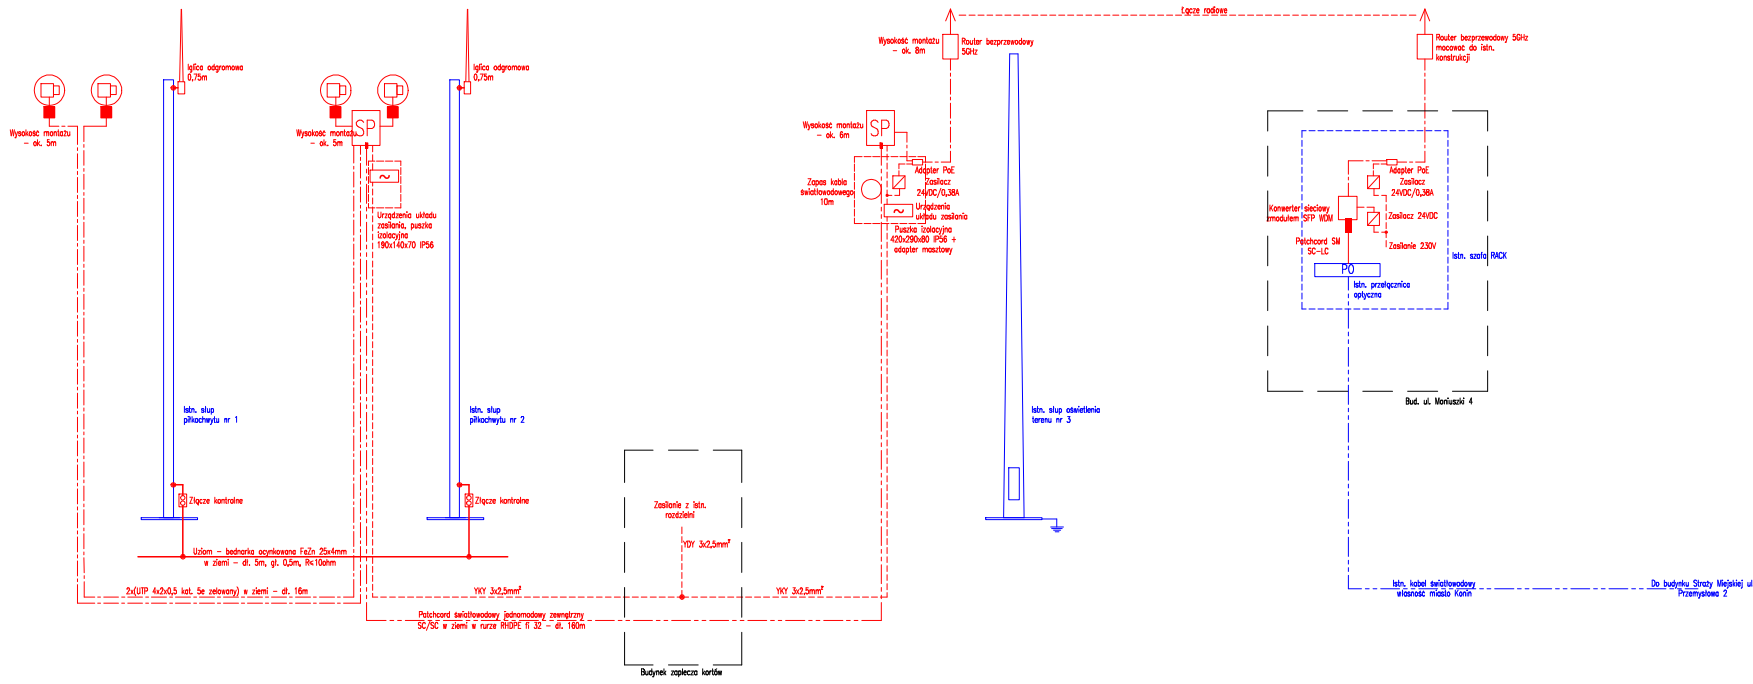 Łącze radiowe
Wysokość montażu
- ok. 8m
Router bezprzewodowy
5GHz
Router bezprzewodowy 5GHz
mocować do istn.
konstrukcji
Iglica odgromowa
0,75m
Iglica odgromowa
0,75m
Wysokość montażu
- ok. 5m
Wysokość montażu
- ok. 5m
SP
Wysokość montażu
- ok. 6m
SP
~
Urządzenia układu
zasilania, puszka
izolacyjna
190x140x70 IP56
Zapas kabla
światłowodowego
10m
Adapter PoE
Zasilacz
24VDC/0,38A
~
Urządzenia
układu zasilania
Puszka izolacyjna
420x290x80 IP56 +
adapter masztowy
Adapter PoE
Zasilacz
24VDC/0,38A
Konwerter sieciowy
zmodułem SFP WDM
Zasilacz 24VDC
Patchcord SM
SC-LC
Zasilanie 230V
Istn. szafa RACK
PO
Istn. przełącznica
optyczna
Bud. ul. Moniuszki 4
Istn. słup
piłkochwytu nr 1
Istn. słup
piłkochwytu nr 2
Istn. słup oświetlenia
terenu nr 3
Złącze kontrolne
Złącze kontrolne
Zasilanie z istn.
rozdzielni
YDY 3x2,5mm²
Uziom - bednarka ocynkowana FeZn 25x4mm
w ziemi - dł. 5m, gł. 0,5m, R<10ohm
2x(UTP 4x2x0,5 kat. 5e żelowany) w ziemi - dł. 16m
YKY 3x2,5mm²
YKY 3x2,5mm²
Patchcord światłowodowy jednomodowy zewnętrzny
SC/SC w ziemi w rurze RHDPE fi 32 - dł. 160m
Budynek zaplecza kortów
Istn. kabel światłowodowy
własność miasto Konin
Do budynku Straży Miejskiej ul
Przemysłowa 2